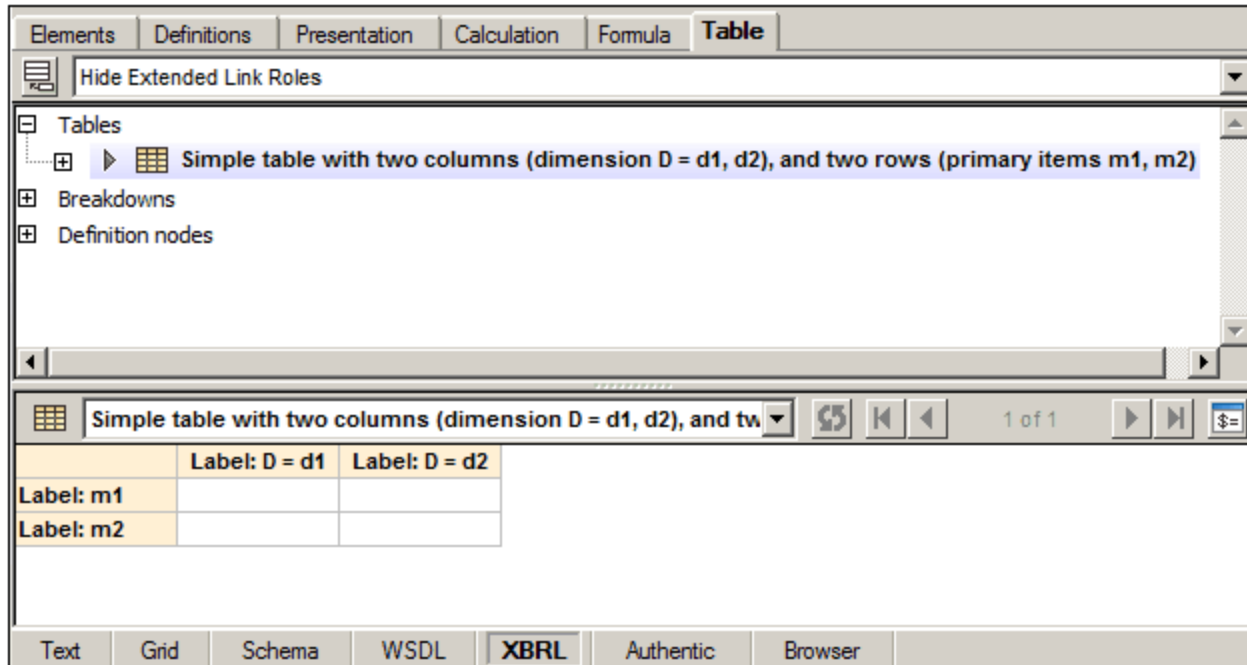 Elements Definitions Presentation Calculation Formula Table
Hide Extended Link Roles
Tables
Simple table with two columns (dimension D = d1, d2), and two rows (primary items m1, m2)
Breakdowns
Definition nodes
Simple table with two columns (dimension D = d1, d2), and tw 1 of 1 $=
Label: D = d1 Label: D = d2
Label: m1
Label: m2
Text Grid Schema WSDL XBRL Authentic Browser